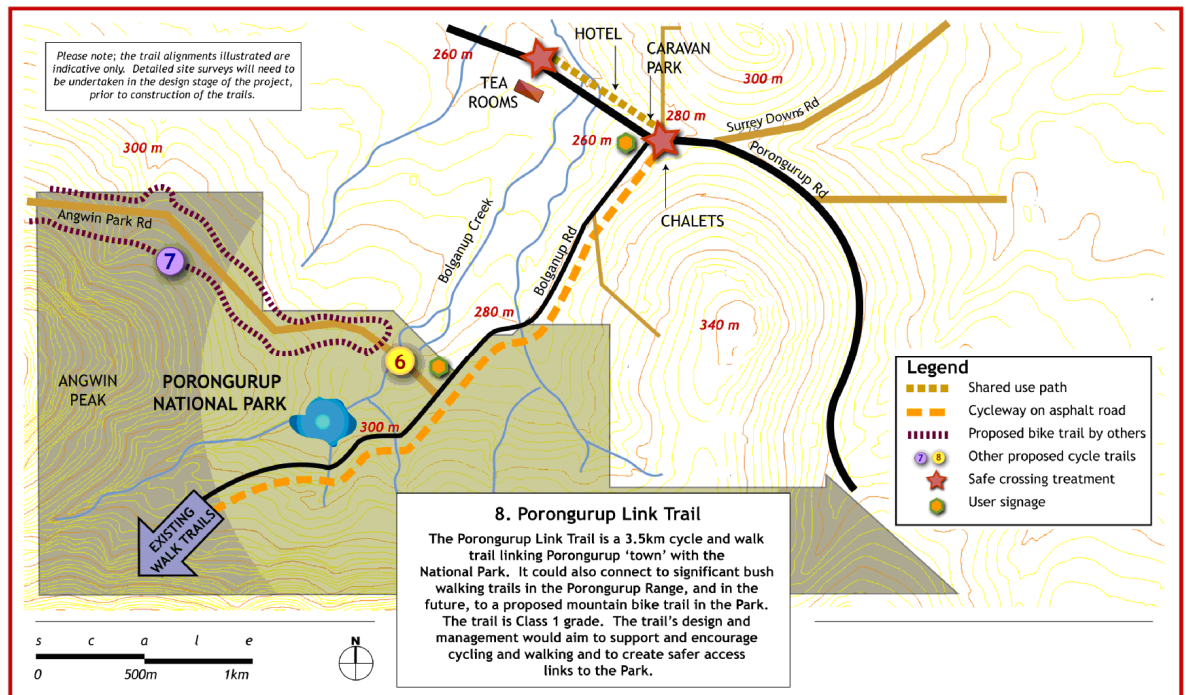 Please note; the trail alignments illustrated are
indicative only. Detailed site surveys will need to
be undertaken in the design stage of the project,
prior to construction of the trails.
260 m
HOTEL
CARAVAN
PARK
TEA
ROOMS
300 m
280 m
Surrey Downs Rd
260 m
Porongurup Rd
300 m
CHALETS
Angwin Park Rd
7
Bolganup Creek
Bolganup Rd
280 m
340 m
6
ANGWIN
PEAK
PORONGURUP
NATIONAL PARK
300 m
EXISTING
WALK TRAILS
Legend
Shared use path
Cycleway on asphalt road
Proposed bike trail by others
7 8 Other proposed cycle trails
Safe crossing treatment
User signage
8. Porongurup Link Trail
The Porongurup Link Trail is a 3.5km cycle and walk
trail linking Porongurup ‘town’ with the
National Park. It could also connect to significant bush
walking trails in the Porongurup Range, and in the
future, to a proposed mountain bike trail in the Park.
The trail is Class 1 grade. The trail’s design and
management would aim to support and encourage
cycling and walking and to create safer access
links to the Park.
s c a l e
0 500m 1km
N